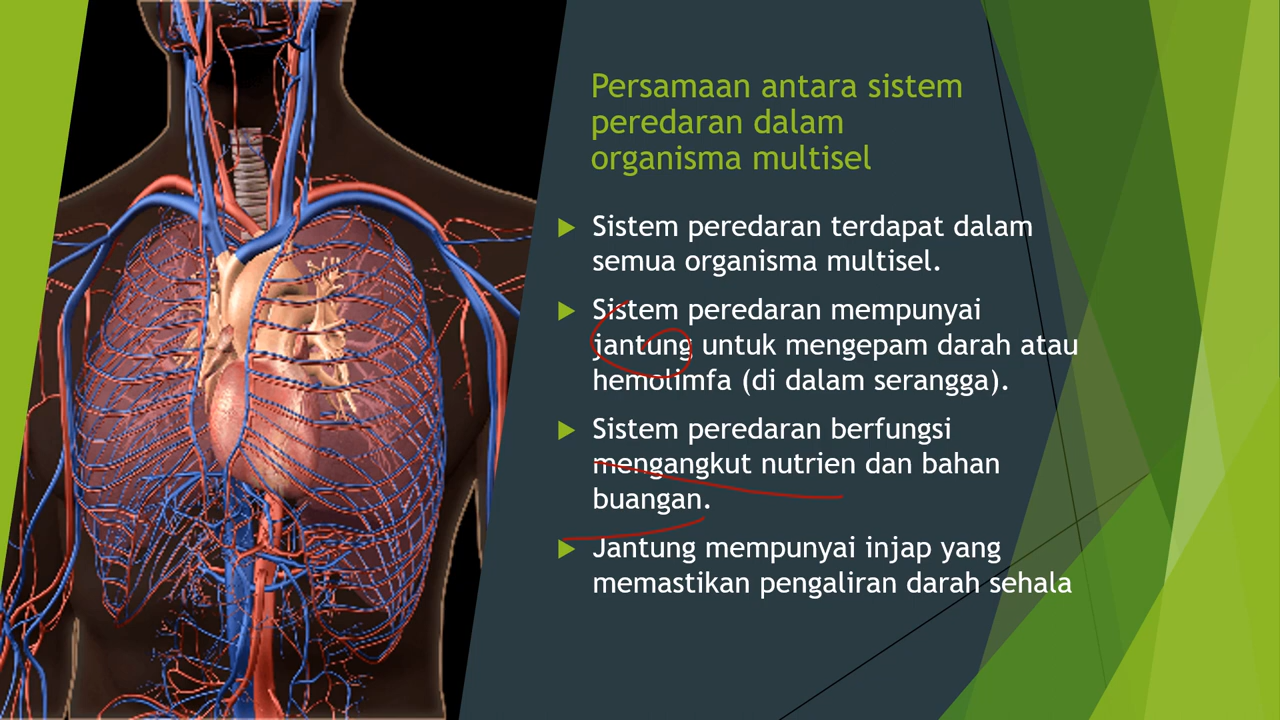 Persamaan antara sistem
peredaran dalam
organisma multisel
Sistem peredaran terdapat dalam
semua organisma multisel.
Sistem peredaran mempunyai
jantung untuk mengepam darah atau
hemolimfa (di dalam serangga).
Sistem peredaran berfungsi
mengangkut nutrien dan bahan
buangan.
Jantung mempunyai injap yang
memastikan pengaliran darah sehala